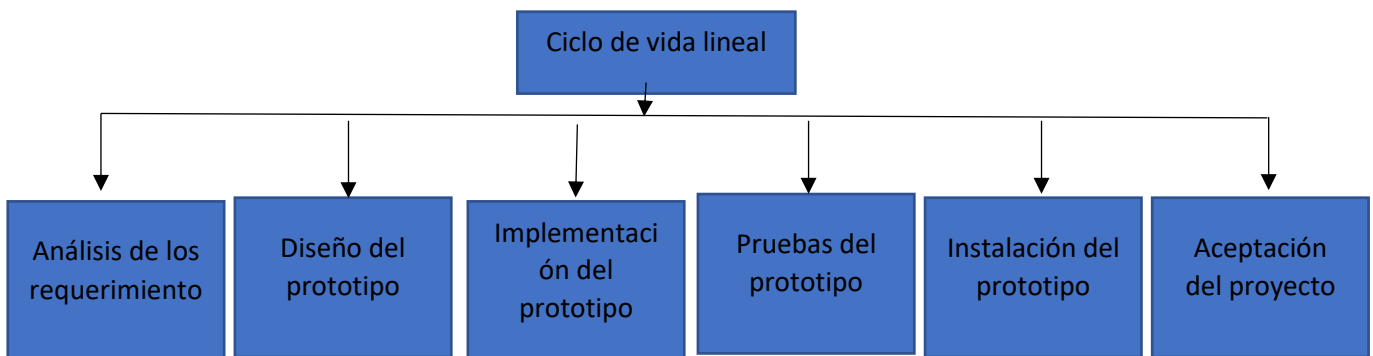 Ciclo de vida lineal
Análisis de los
requerimiento
Diseño del
prototipo
Implementaci
ón del
prototipo
Pruebas del
prototipo
Instalación del
prototipo
Aceptación
del proyecto